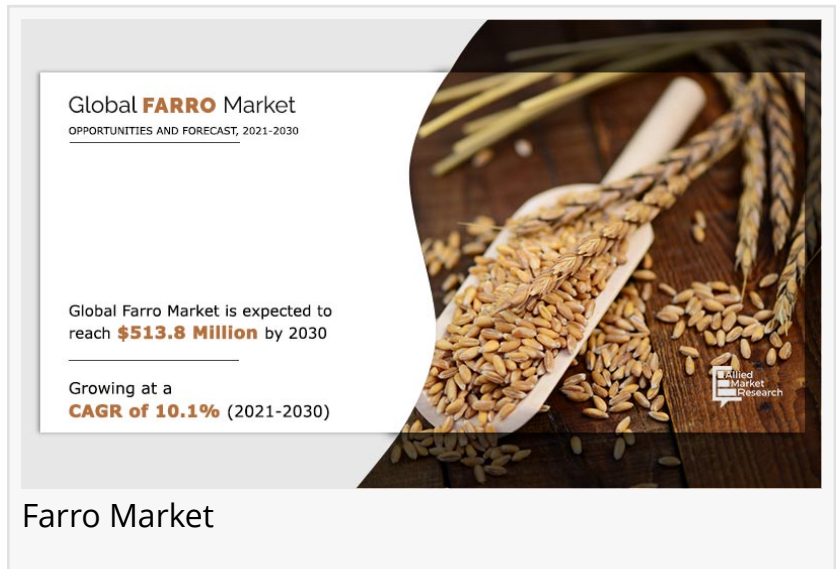 Global FARRO Market
OPPORTUNITIES AND FORECAST, 2021-2030
Global Farro Market is expected to
reach $513.8 Million by 2030
Growing at a
CAGR of 10.1% (2021-2030)
Allied
Market
Research
Farro Market